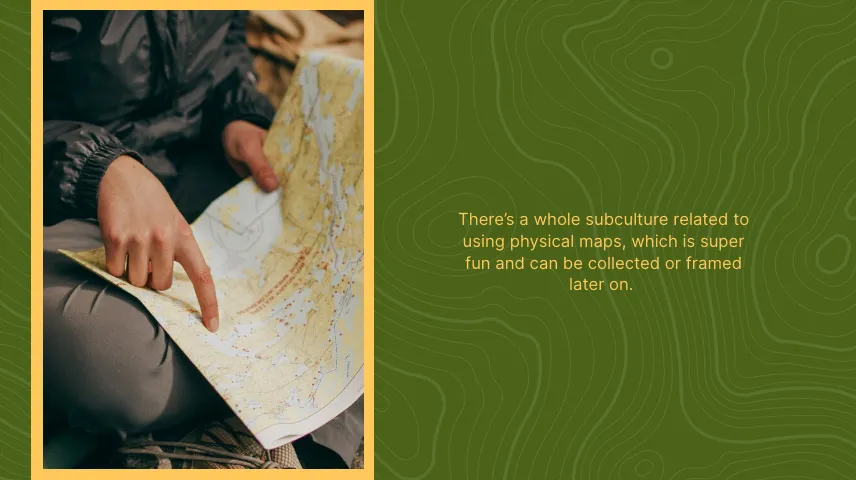 There’s a whole subculture related to
using physical maps, which is super
fun and can be collected or framed
later on.